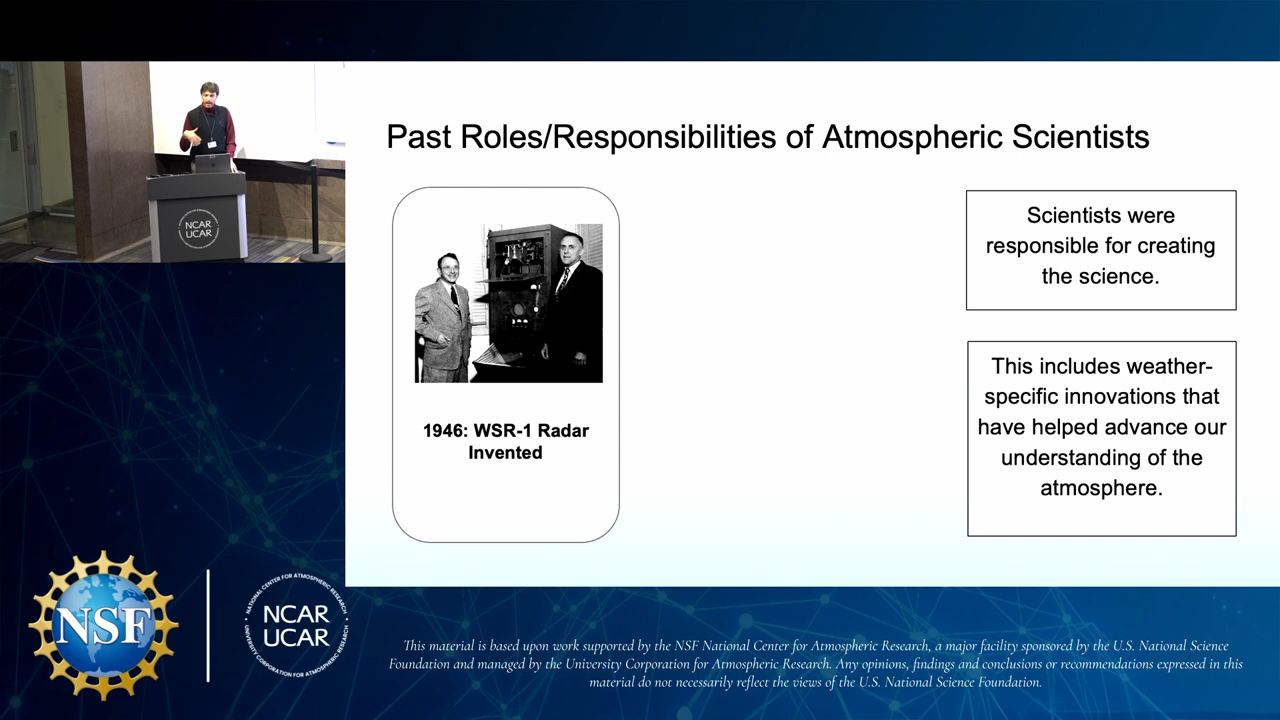 Past Roles/Responsibilities of Atmospheric Scientists
1946: WSR-1 Radar
Invented
Scientists were
responsible for creating
the science.
This includes weather-
specific innovations that
have helped advance our
understanding of the
atmosphere.
NCAR
UCAR
NSF
NATIONAL CENTER FOR ATMOSPHERIC RESEARCH
NCAR
UCAR
UNIVERSITY CORPORATION FOR ATMOSPHERIC RESEARCH
This material is based upon work supported by the NSF National Center for Atmospheric Research, a major facility sponsored by the U.S. National Science
Foundation and managed by the University Corporation for Atmospheric Research. Any opinions, findings and conclusions or recommendations expressed in this
material do not necessarily reflect the views of the U.S. National Science Foundation.